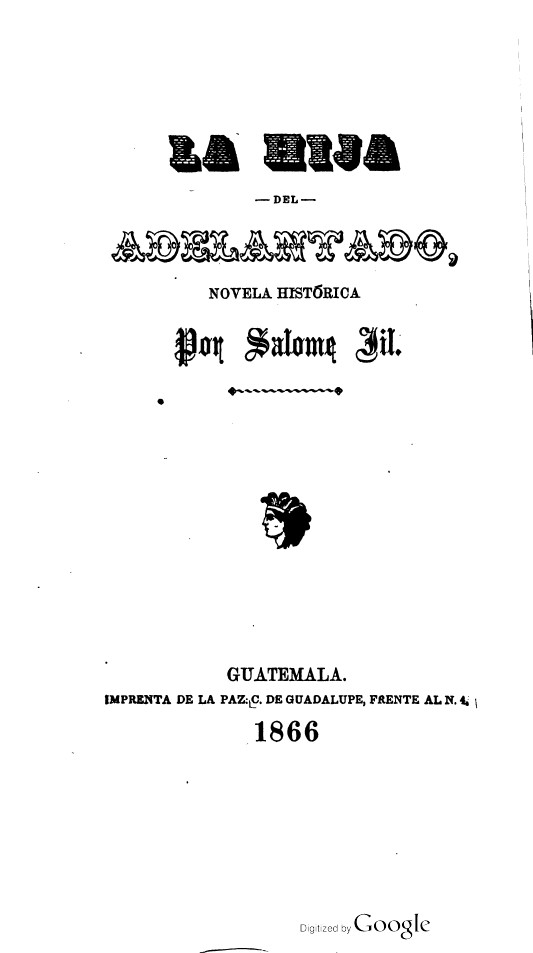 LA HIJA
— DEL —
ADELANTADO,
NOVELA HISTÓRICA
Por Salome Jil.
GUATEMALA.
IMPRENTA DE LA PAZ: C. DE GUADALUPE, FRENTE AL N. 4.
1866
Digitized by Google